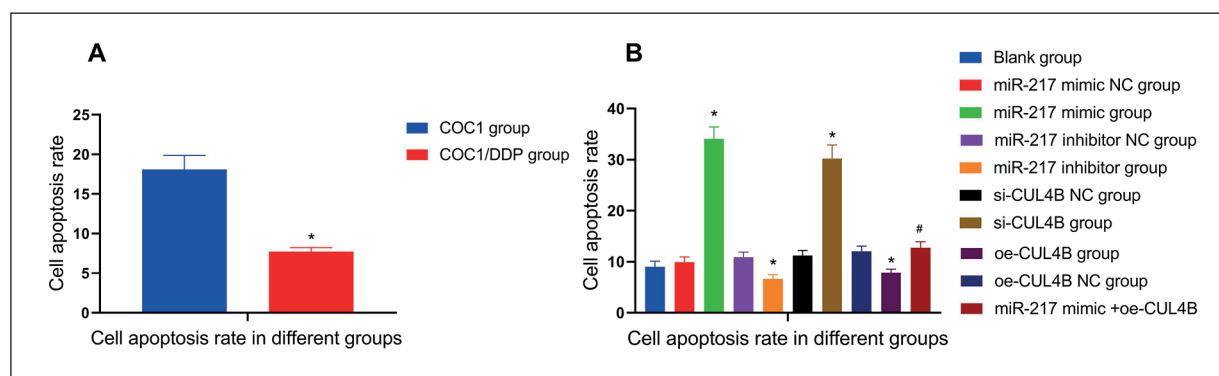 A
Cell apoptosis rate
25
20
15
10
5
0
*
Cell apoptosis rate in different groups
COC1 group
COC1/DDP group
B
Cell apoptosis rate
40
30
20
10
0
*
*
*
*
#
Cell apoptosis rate in different groups
Blank group
miR-217 mimic NC group
miR-217 mimic group
miR-217 inhibitor NC group
miR-217 inhibitor group
si-CUL4B NC group
si-CUL4B group
oe-CUL4B group
oe-CUL4B NC group
miR-217 mimic +oe-CUL4B